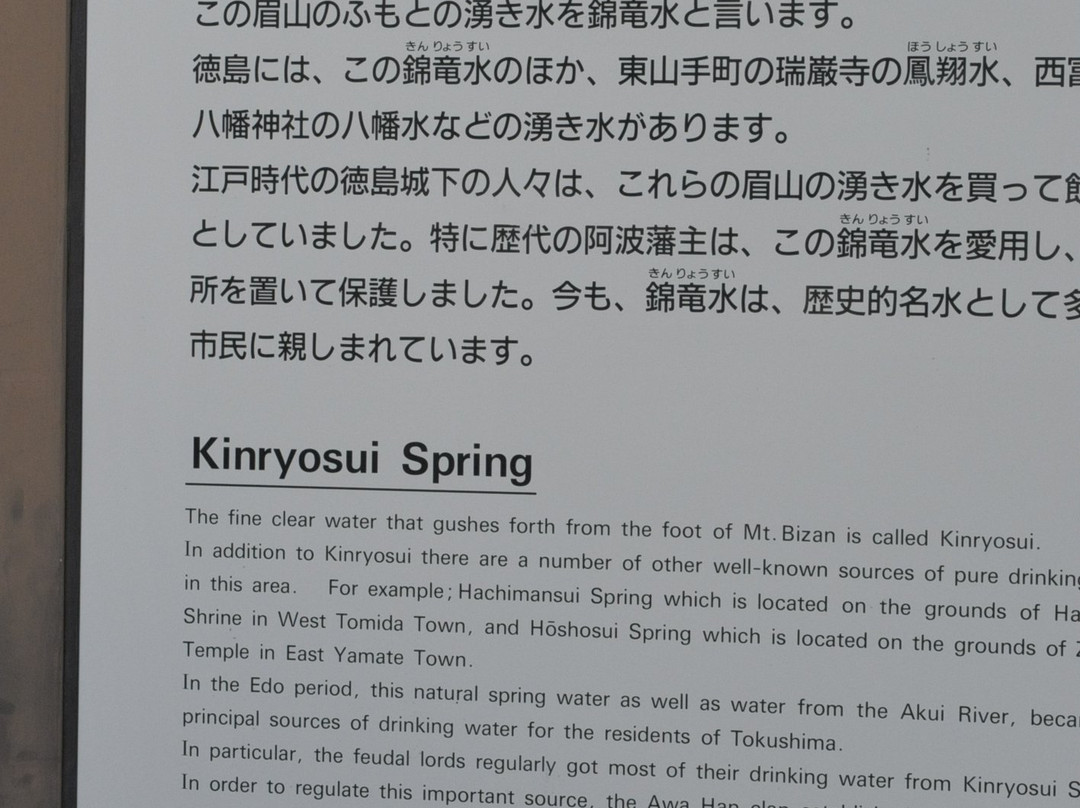 この眉山のふもとの湧き水を錦竜水と言います。
きんりょうすい ほうしょうすい
徳島には、この錦竜水のほか、東山手町の瑞巌寺の鳳翔水、西富
八幡神社の八幡水などの湧き水があります。
江戸時代の徳島城下の人々は、これらの眉山の湧き水を買って飲
きんりょうすい
としていました。特に歴代の阿波藩主は、この錦竜水を愛用し、
きんりょうすい
所を置いて保護しました。今も、錦竜水は、歴史的名水として多
市民に親しまれています。
Kinryosui Spring
The fine clear water that gushes forth from the foot of Mt. Bizan is called Kinryosui.
In addition to Kinryosui there are a number of other well-known sources of pure drinking
in this area. For example; Hachimansui Spring which is located on the grounds of Ha
Shrine in West Tomida Town, and Hōshosui Spring which is located on the grounds of Z
Temple in East Yamate Town.
In the Edo period, this natural spring water as well as water from the Akui River, beca
principal sources of drinking water for the residents of Tokushima.
In particular, the feudal lords regularly got most of their drinking water from Kinryosui S
In order to regulate this important source, the Awa Han clan